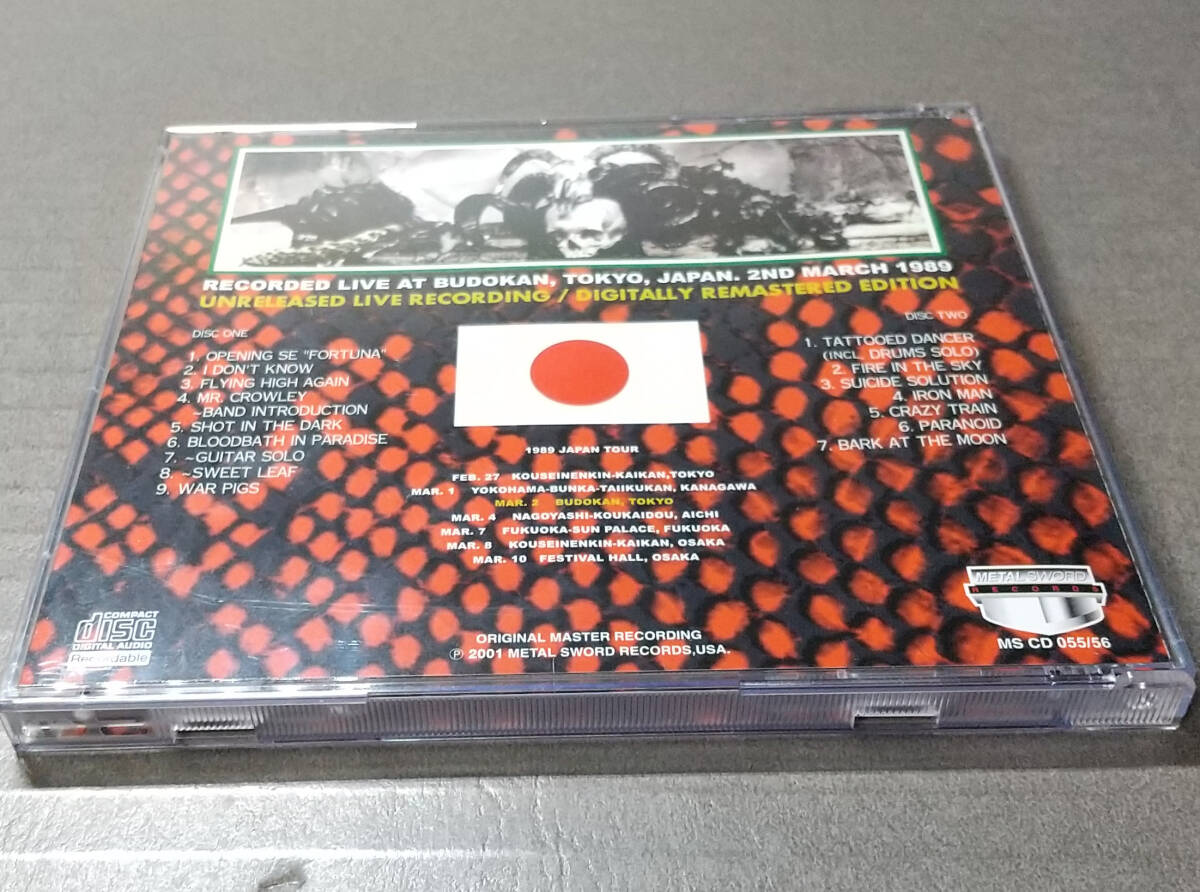 RECORDED LIVE AT BUDOKAN, TOKYO, JAPAN. 2ND MARCH 1989
UNRELEASED LIVE RECORDING / DIGITALLY REMASTERED EDITION
DISC ONE
1. OPENING SE "FORTUNA"
2. I DON'T KNOW
3. FLYING HIGH AGAIN
4. MR. CROWLEY
~BAND INTRODUCTION
5. SHOT IN THE DARK
6. BLOODBATH IN PARADISE
7. ~GUITAR SOLO
8. ~SWEET LEAF
9. WAR PIGS
DISC TWO
1. TATTOOED DANCER
(INCL. DRUMS SOLO)
2. FIRE IN THE SKY
3. SUICIDE SOLUTION
4. IRON MAN
5. CRAZY TRAIN
6. PARANOID
7. BARK AT THE MOON
1989 JAPAN TOUR
FEB. 27 KOUSEINENKIN-KAIKAN,TOKYO
MAR. 1 YOKOHAMA-BUNKA-TAIIKUKAN, KANAGAWA
MAR. 2 BUDOKAN, TOKYO
MAR. 4 NAGOYASHI-KOUKAIDOU, AICHI
MAR. 7 FUKUOKA-SUN PALACE, FUKUOKA
MAR. 8 KOUSEINENKIN-KAIKAN, OSAKA
MAR. 10 FESTIVAL HALL, OSAKA
COMPACT
disc
DIGITAL AUDIO
Recordable
ORIGINAL MASTER RECORDING
Ⓟ 2001 METAL SWORD RECORDS,USA.
METAL SWORD
RECORDS
MS CD 055/56